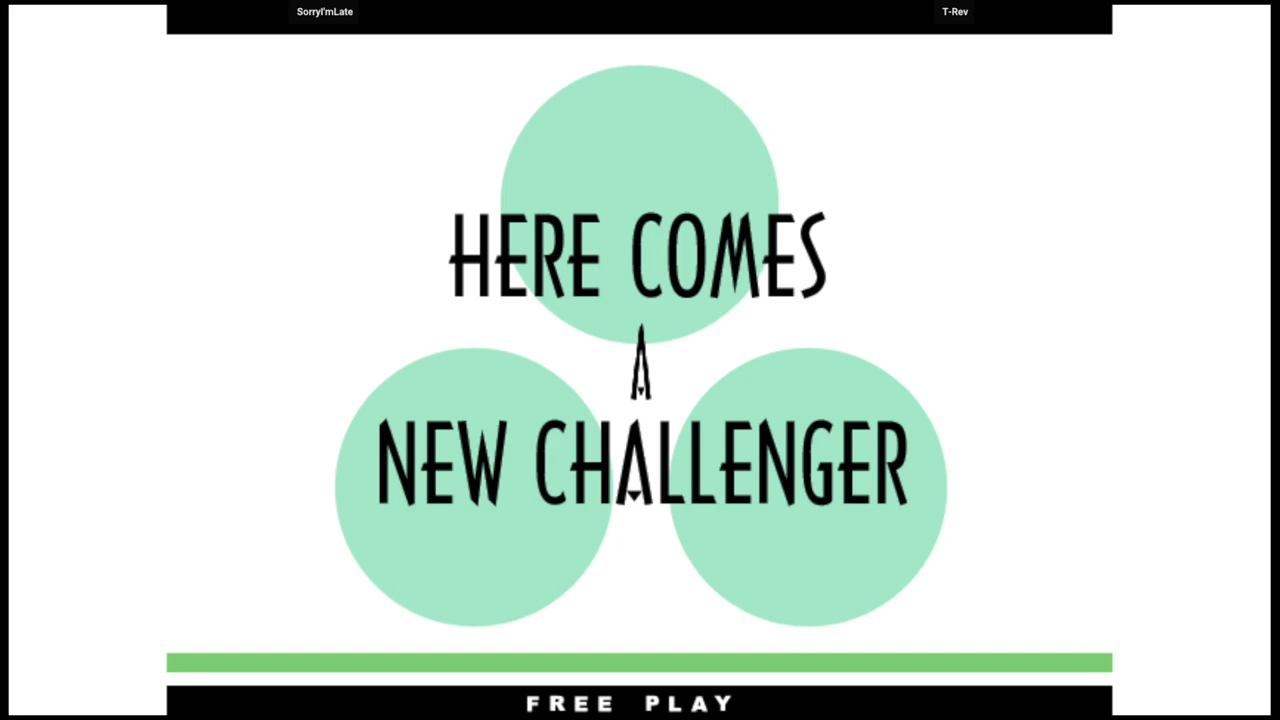 SorryI'mLate T-Rev
HERE COMES
A
NEW CHALLENGER
FREE PLAY